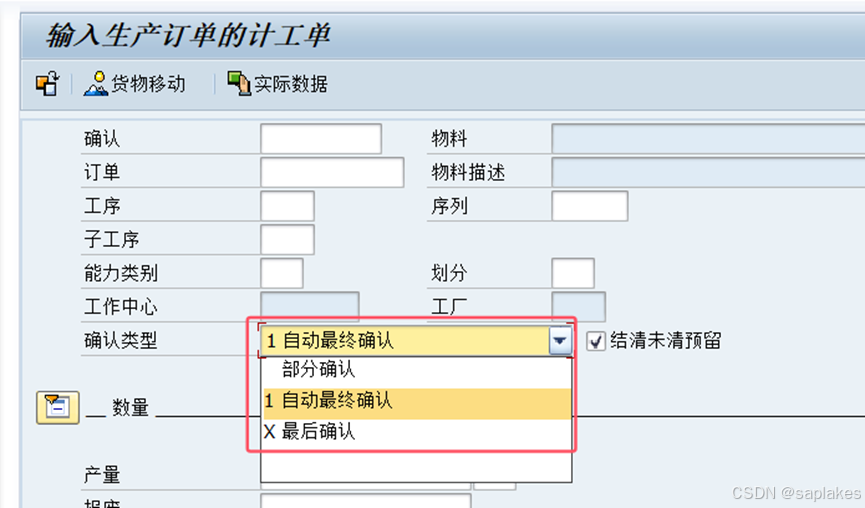 输入生产订单的计工单
货物移动 实际数据
确认 物料
订单 物料描述
工序 序列
子工序
能力类别 划分
工作中心 工厂
确认类型 1 自动最终确认 结清未清预留
部分确认
1 自动最终确认
X 最后确认
数量
产量
CSDN @saplakes